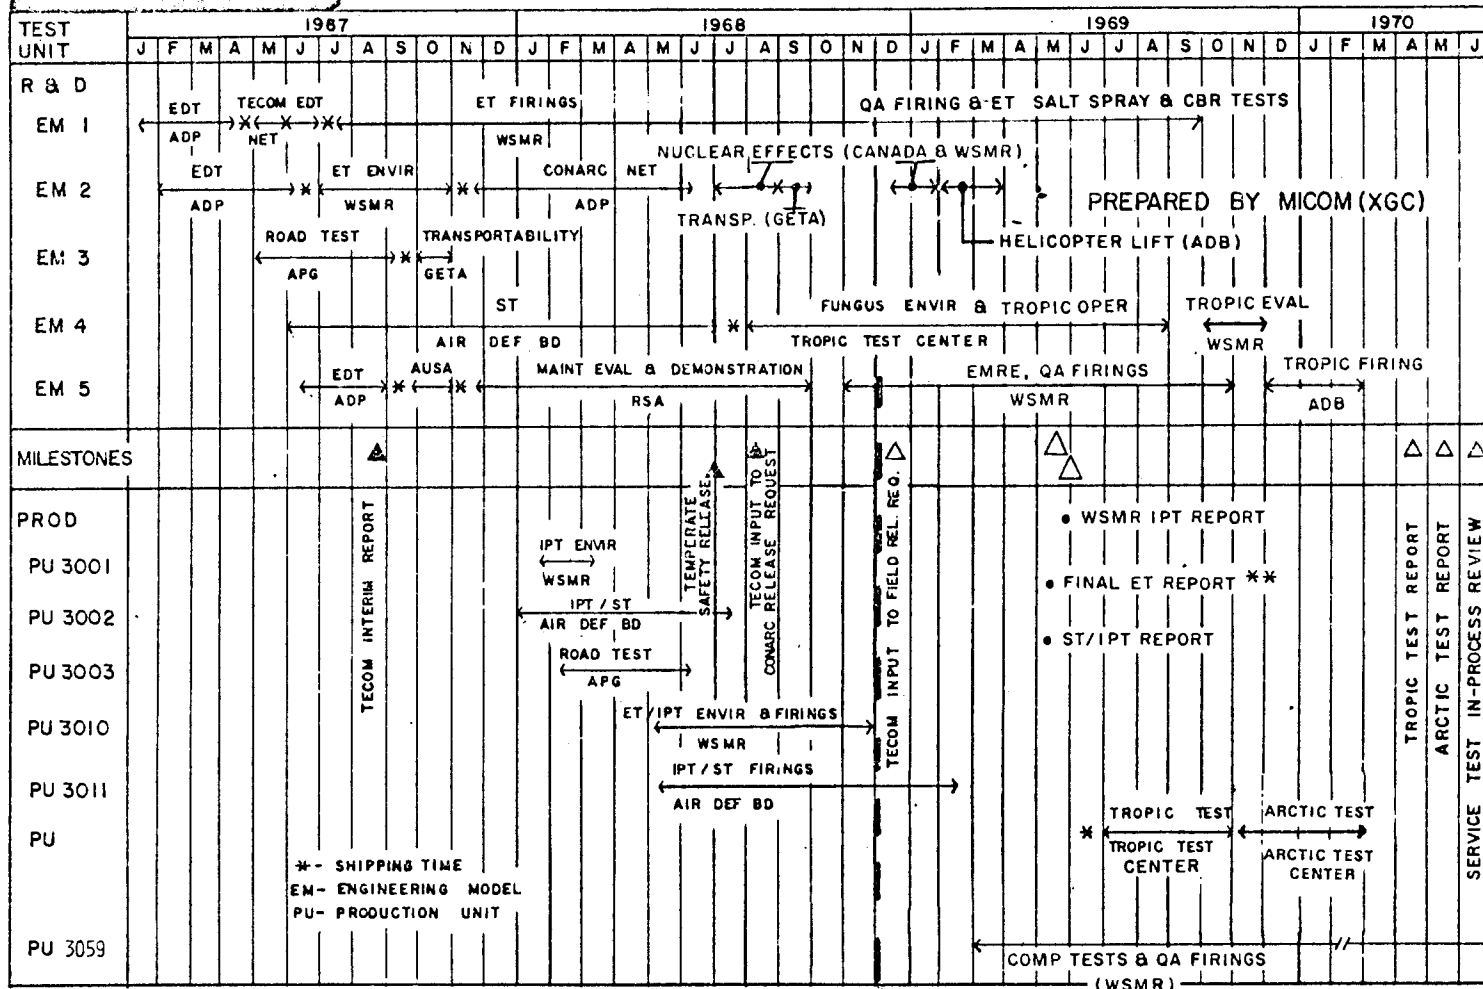 TEST UNIT 1967 1968 1969 1970
J F M A M J J A S O N D J F M A M J J A S O N D J F M A M J J A S O N D J F M A M J
R & D
EDT TECOM EDT ET FIRINGS QA FIRING & ET SALT SPRAY & CBR TESTS
EM 1
ADP NET WSMR
NUCLEAR EFFECTS (CANADA & WSMR)
EDT ET ENVIR CONARC NET
EM 2
ADP WSMR ADP
TRANSP. (GETA)
PREPARED BY MICOM (XGC)
ROAD TEST TRANSPORTABILITY
HELICOPTER LIFT (ADB)
EM 3
APG GETA
ST FUNGUS ENVIR & TROPIC OPER TROPIC EVAL
EM 4
AIR DEF BD TROPIC TEST CENTER WSMR
EDT AUSA MAINT EVAL & DEMONSTRATION EMRE, QA FIRINGS TROPIC FIRING
EM 5
ADP RSA WSMR ADB
MILESTONES
TECOM INTERIM REPORT
TEMPERATE SAFETY RELEASE
TECOM INPUT TO CONARC RELEASE REQUEST
TECOM INPUT TO FIELD REL. REQ.
TROPIC TEST REPORT
ARCTIC TEST REPORT
SERVICE TEST IN-PROCESS REVIEW
PROD
• WSMR IPT REPORT
IPT ENVIR
PU 3001
WSMR
• FINAL ET REPORT **
IPT / ST
PU 3002
AIR DEF BD
• ST/IPT REPORT
ROAD TEST
PU 3003
APG
ET/IPT ENVIR & FIRINGS
PU 3010
WSMR
IPT / ST FIRINGS
PU 3011
AIR DEF BD
TROPIC TEST ARCTIC TEST
PU
TROPIC TEST CENTER ARCTIC TEST CENTER
*- SHIPPING TIME
EM- ENGINEERING MODEL
PU- PRODUCTION UNIT
PU 3059
COMP TESTS & QA FIRINGS
(WSMR)